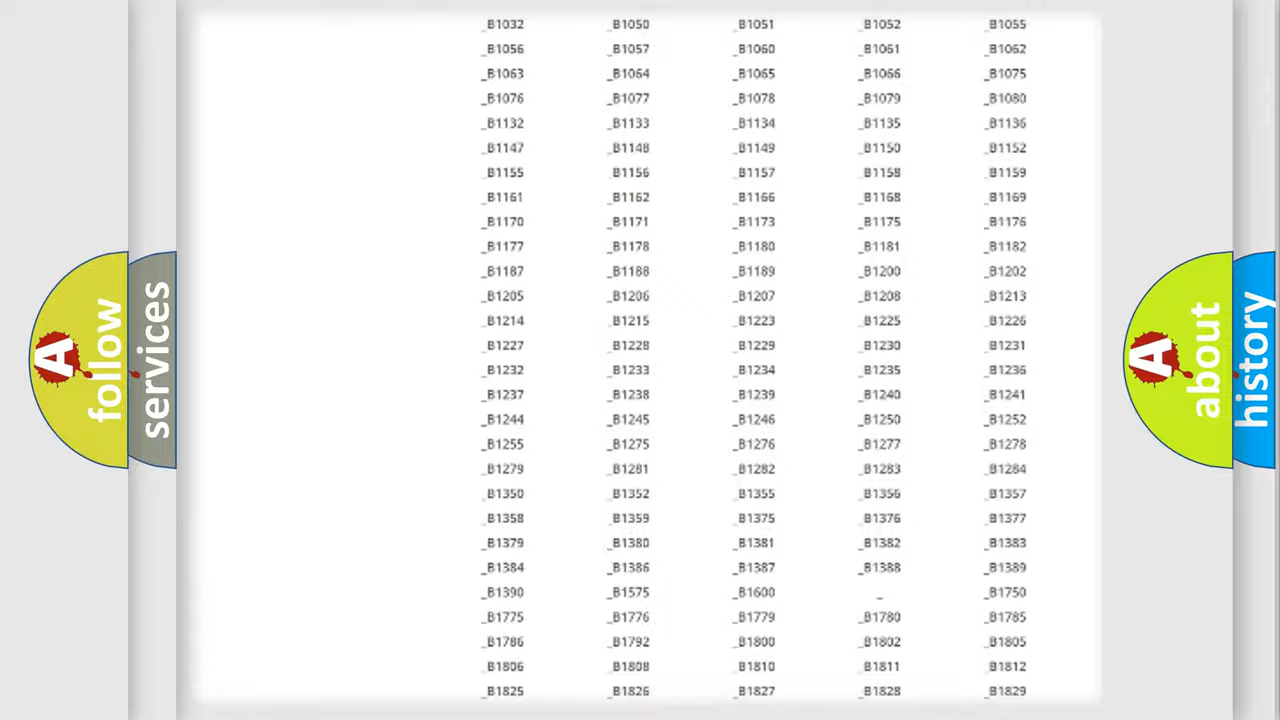 _B1032 _B1050 _B1051 _B1052 _B1055
_B1056 _B1057 _B1060 _B1061 _B1062
_B1063 _B1064 _B1065 _B1066 _B1075
_B1076 _B1077 _B1078 _B1079 _B1080
_B1132 _B1133 _B1134 _B1135 _B1136
_B1147 _B1148 _B1149 _B1150 _B1152
_B1155 _B1156 _B1157 _B1158 _B1159
_B1161 _B1162 _B1166 _B1168 _B1169
_B1170 _B1171 _B1173 _B1175 _B1176
_B1177 _B1178 _B1180 _B1181 _B1182
_B1187 _B1188 _B1189 _B1200 _B1202
_B1205 _B1206 _B1207 _B1208 _B1213
_B1214 _B1215 _B1223 _B1225 _B1226
_B1227 _B1228 _B1229 _B1230 _B1231
_B1232 _B1233 _B1234 _B1235 _B1236
_B1237 _B1238 _B1239 _B1240 _B1241
_B1244 _B1245 _B1246 _B1250 _B1252
_B1255 _B1275 _B1276 _B1277 _B1278
_B1279 _B1281 _B1282 _B1283 _B1284
_B1350 _B1352 _B1355 _B1356 _B1357
_B1358 _B1359 _B1375 _B1376 _B1377
_B1379 _B1380 _B1381 _B1382 _B1383
_B1384 _B1386 _B1387 _B1388 _B1389
_B1390 _B1575 _B1600 _ _B1750
_B1775 _B1776 _B1779 _B1780 _B1785
_B1786 _B1792 _B1800 _B1802 _B1805
_B1806 _B1808 _B1810 _B1811 _B1812
_B1825 _B1826 _B1827 _B1828 _B1829
A follow
services
A about
history